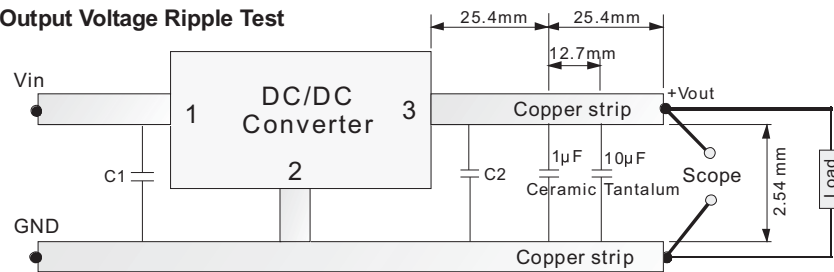 Output Voltage Ripple Test
25.4mm
25.4mm
12.7mm
Vin
+Vout
DC/DC
Converter
1
3
2
Copper strip
C1
C2
1µF
10µF
Ceramic
Tantalum
Scope
2.54 mm
Load
GND
Copper strip